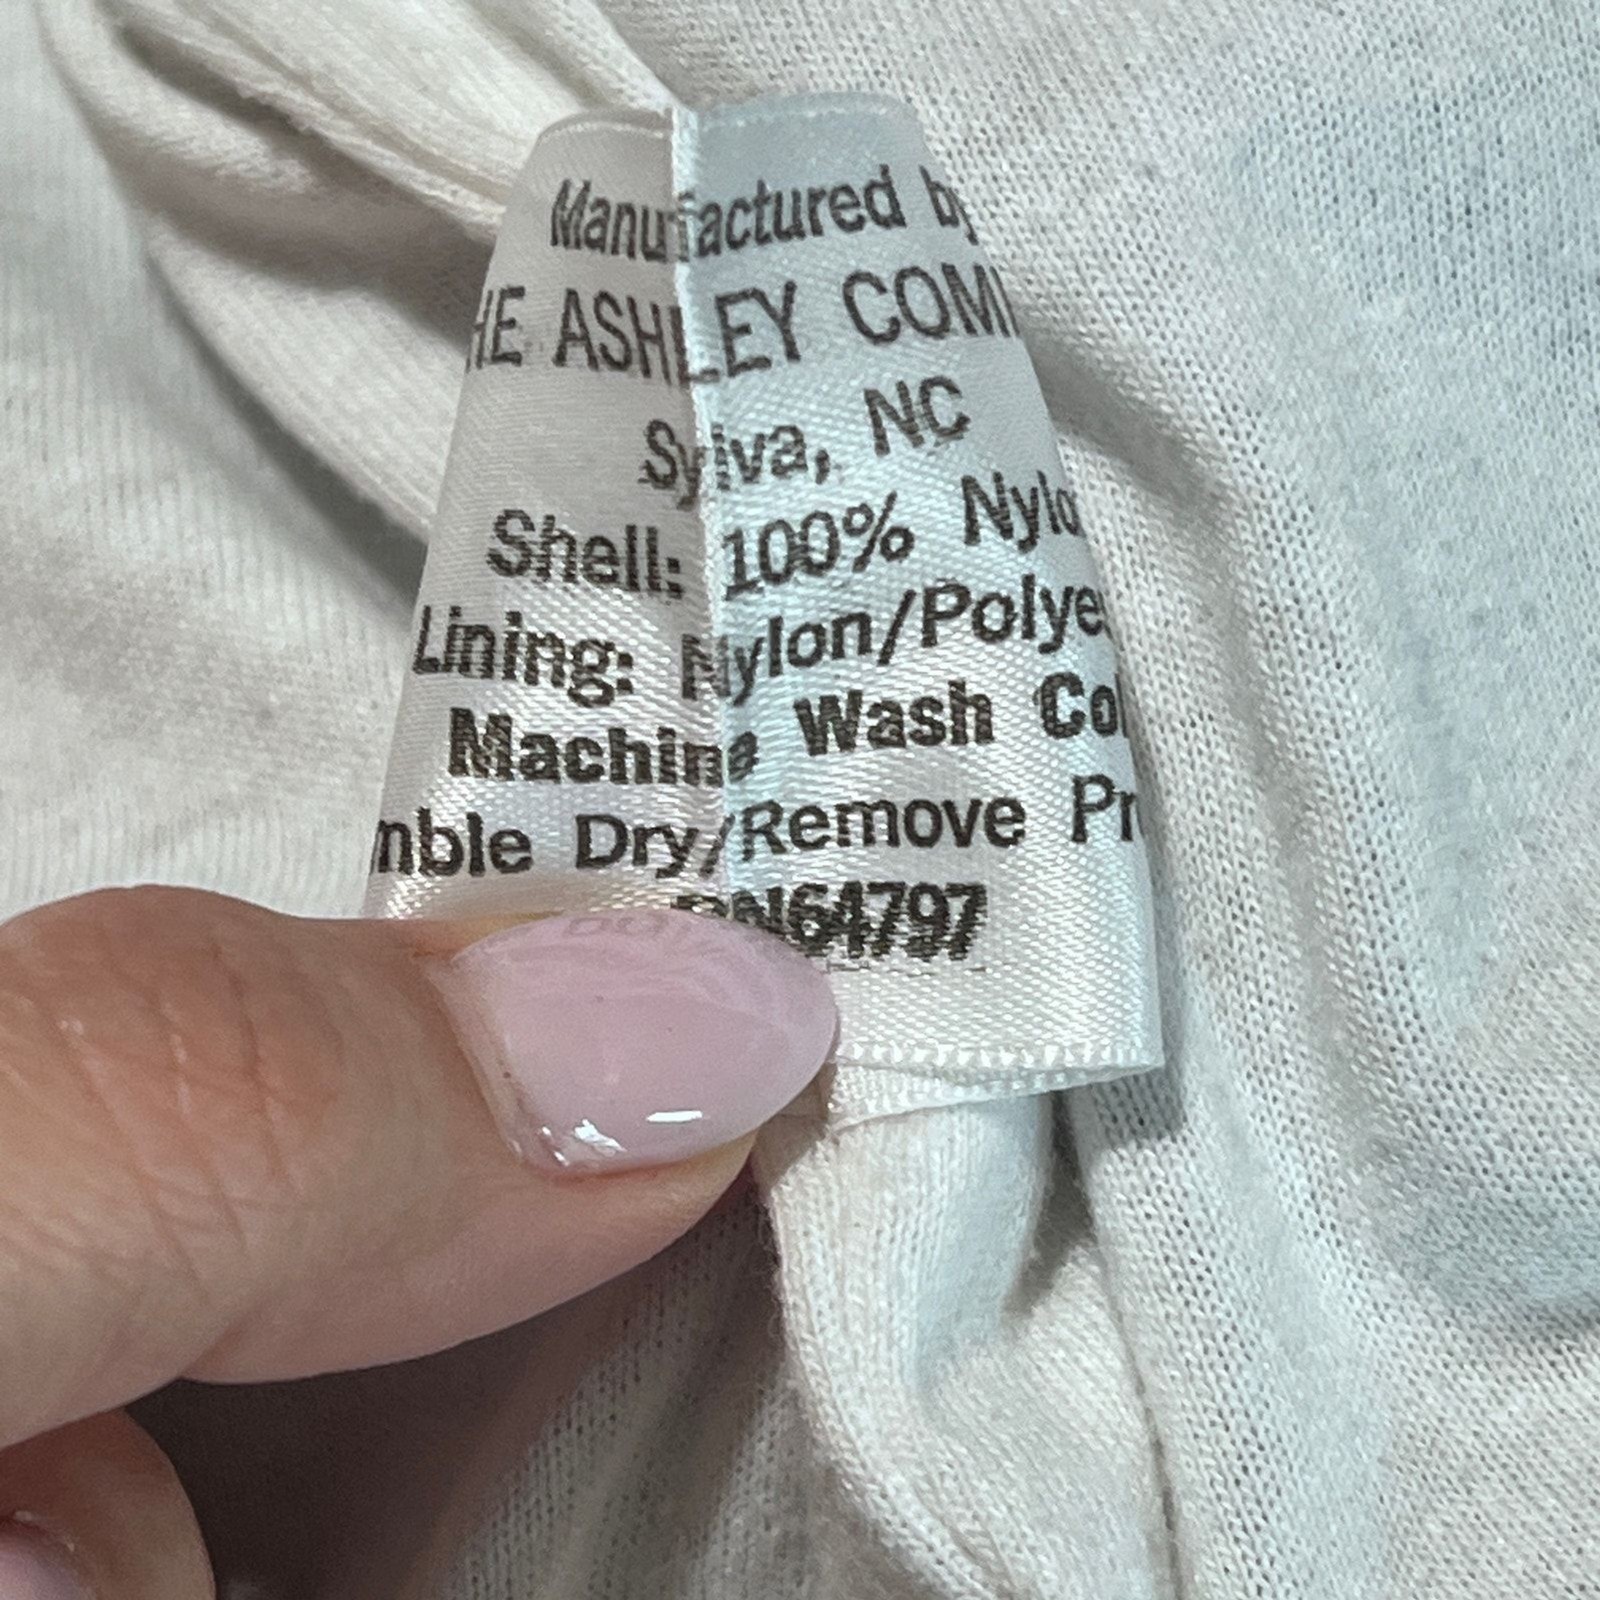 Manufactured by
HE ASHLEY COM
Sylva, NC
Shell: 100% Nylo
Lining: Nylon/Polye
Machine Wash Col
mble Dry/Remove Pr
RN64797